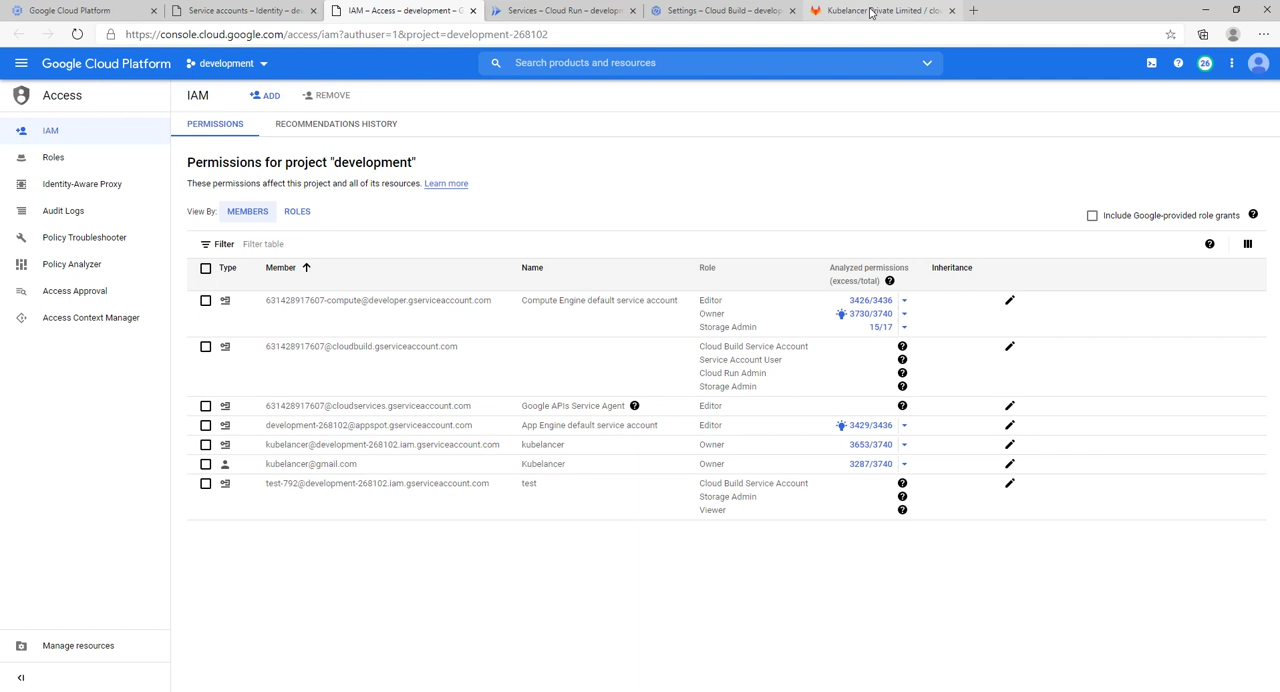 Google Cloud Platform
Service accounts – Identity – dev
IAM – Access – development – G
Services – Cloud Run – developm
Settings – Cloud Build – develop
Kubelancer Private Limited / clou
https://console.cloud.google.com/access/iam?authuser=1&project=development-268102
Google Cloud Platform
development
Search products and resources
26
Access
IAM
ADD
REMOVE
IAM
Roles
Identity-Aware Proxy
Audit Logs
Policy Troubleshooter
Policy Analyzer
Access Approval
Access Context Manager
Manage resources
PERMISSIONS
RECOMMENDATIONS HISTORY
Permissions for project "development"
These permissions affect this project and all of its resources. Learn more
View By: MEMBERS ROLES
Include Google-provided role grants
Filter Filter table
Type Member Name Role Analyzed permissions (excess/total) Inheritance
631428917607-compute@developer.gserviceaccount.com Compute Engine default service account Editor 3426/3436
Owner 3730/3740
Storage Admin 15/17
631428917607@cloudbuild.gserviceaccount.com Cloud Build Service Account
Service Account User
Cloud Run Admin
Storage Admin
631428917607@cloudservices.gserviceaccount.com Google APIs Service Agent Editor
development-268102@appspot.gserviceaccount.com App Engine default service account Editor 3429/3436
kubelancer@development-268102.iam.gserviceaccount.com kubelancer Owner 3653/3740
kubelancer@gmail.com Kubelancer Owner 3287/3740
test-792@development-268102.iam.gserviceaccount.com test Cloud Build Service Account
Storage Admin
Viewer